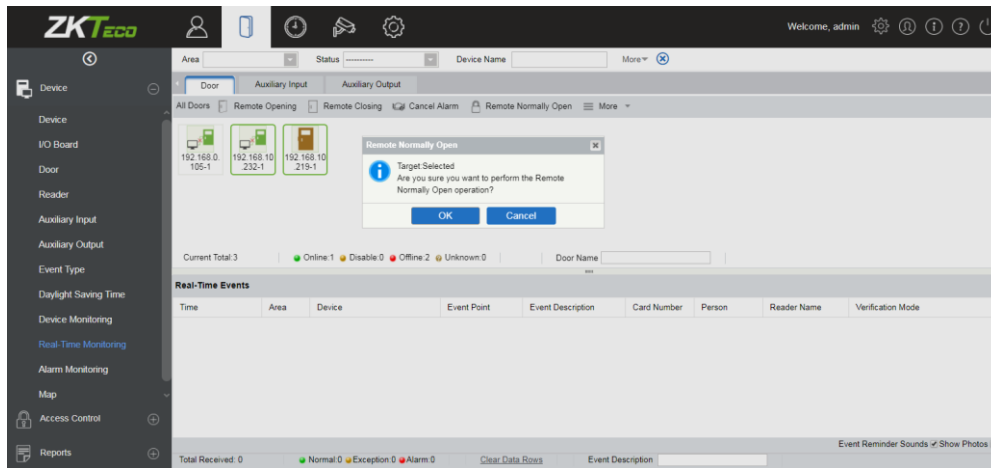 ZKTeco
Welcome, admin
Area Status ---------- Device Name More
Device
Door Auxiliary Input Auxiliary Output
All Doors Remote Opening Remote Closing Cancel Alarm Remote Normally Open More
Device
I/O Board
Door
Reader
Auxiliary Input
Auxiliary Output
Event Type
Daylight Saving Time
Device Monitoring
Real-Time Monitoring
Alarm Monitoring
Map
Access Control
Reports
192.168.0.
105-1
192.168.10
.232-1
192.168.10
.219-1
Remote Normally Open
Target:Selected
Are you sure you want to perform the Remote
Normally Open operation?
OK Cancel
Current Total:3 Online:1 Disable:0 Offline:2 Unknown:0 Door Name
Real-Time Events
Time Area Device Event Point Event Description Card Number Person Reader Name Verification Mode
Event Reminder Sounds Show Photos
Total Received: 0 Normal:0 Exception:0 Alarm:0 Clear Data Rows Event Description